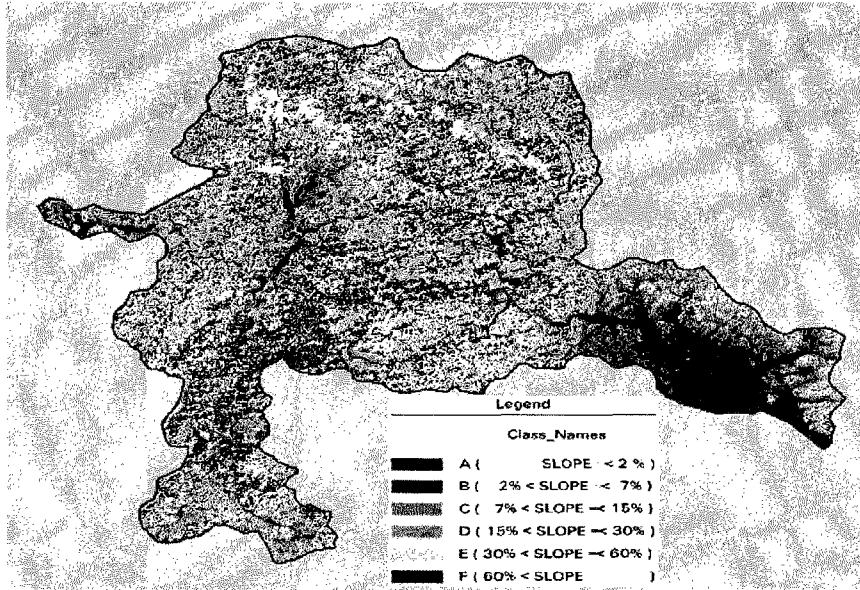 Legend
Class_Names
A ( SLOPE < 2 % )
B ( 2% < SLOPE < 7% )
C ( 7% < SLOPE < 15% )
D ( 15% < SLOPE < 30% )
E ( 30% < SLOPE < 60% )
F ( 60% < SLOPE )